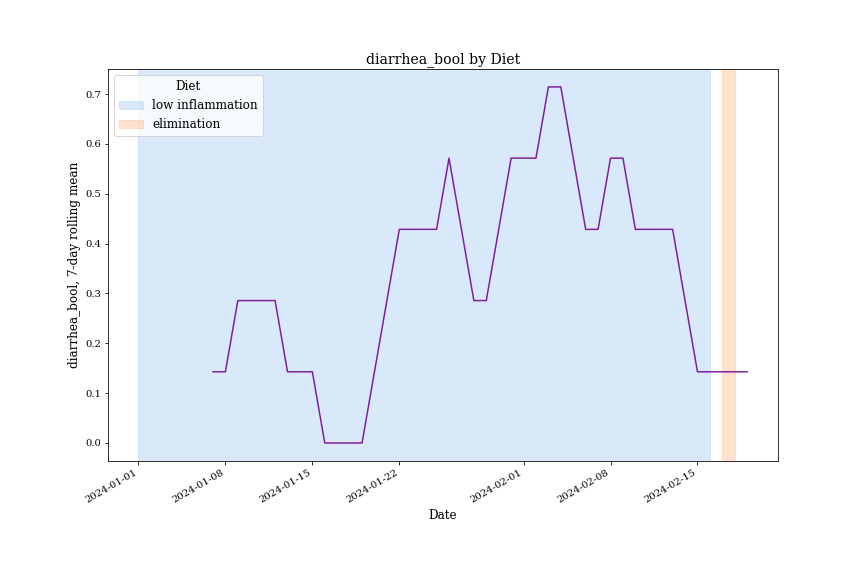 diarrhea_bool by Diet
Diet
low inflammation
elimination
diarrhea_bool, 7-day rolling mean
0.7
0.6
0.5
0.4
0.3
0.2
0.1
0.0
2024-01-01
2024-01-08
2024-01-15
2024-01-22
2024-02-01
2024-02-08
2024-02-15
Date